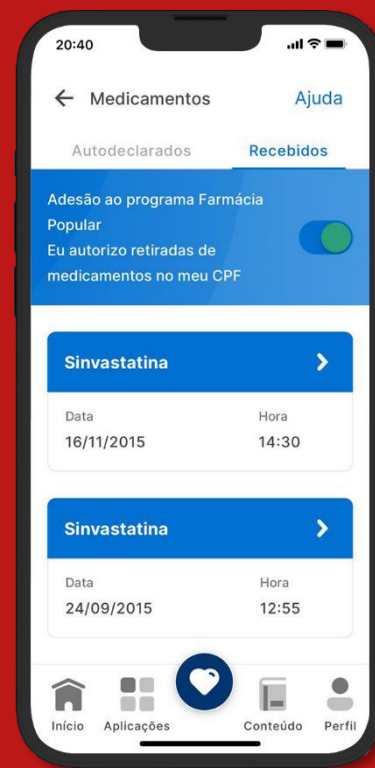 20:40
Medicamentos Ajuda
Autodeclarados Recebidos
Adesão ao programa Farmácia
Popular
Eu autorizo retiradas de
medicamentos no meu CPF
Sinvastatina
Data Hora
16/11/2015 14:30
Sinvastatina
Data Hora
24/09/2015 12:55
Início Aplicações Conteúdo Perfil